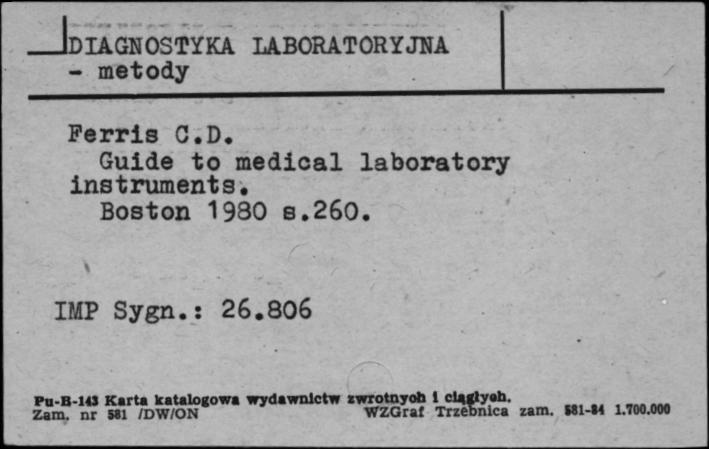 DIAGNOSTYKA LABORATORYJNA
- metody
Ferris C.D.
Guide to medical laboratory
instruments.
Boston 1980 s.260.
IMP Sygn.: 26.806
Pu-B-143 Karta katalogowa wydawnictw zwrotnych i ciągłych.
Zam. nr 581 /DW/ON WZGraf Trzebnica zam. 581-84 1.700.000